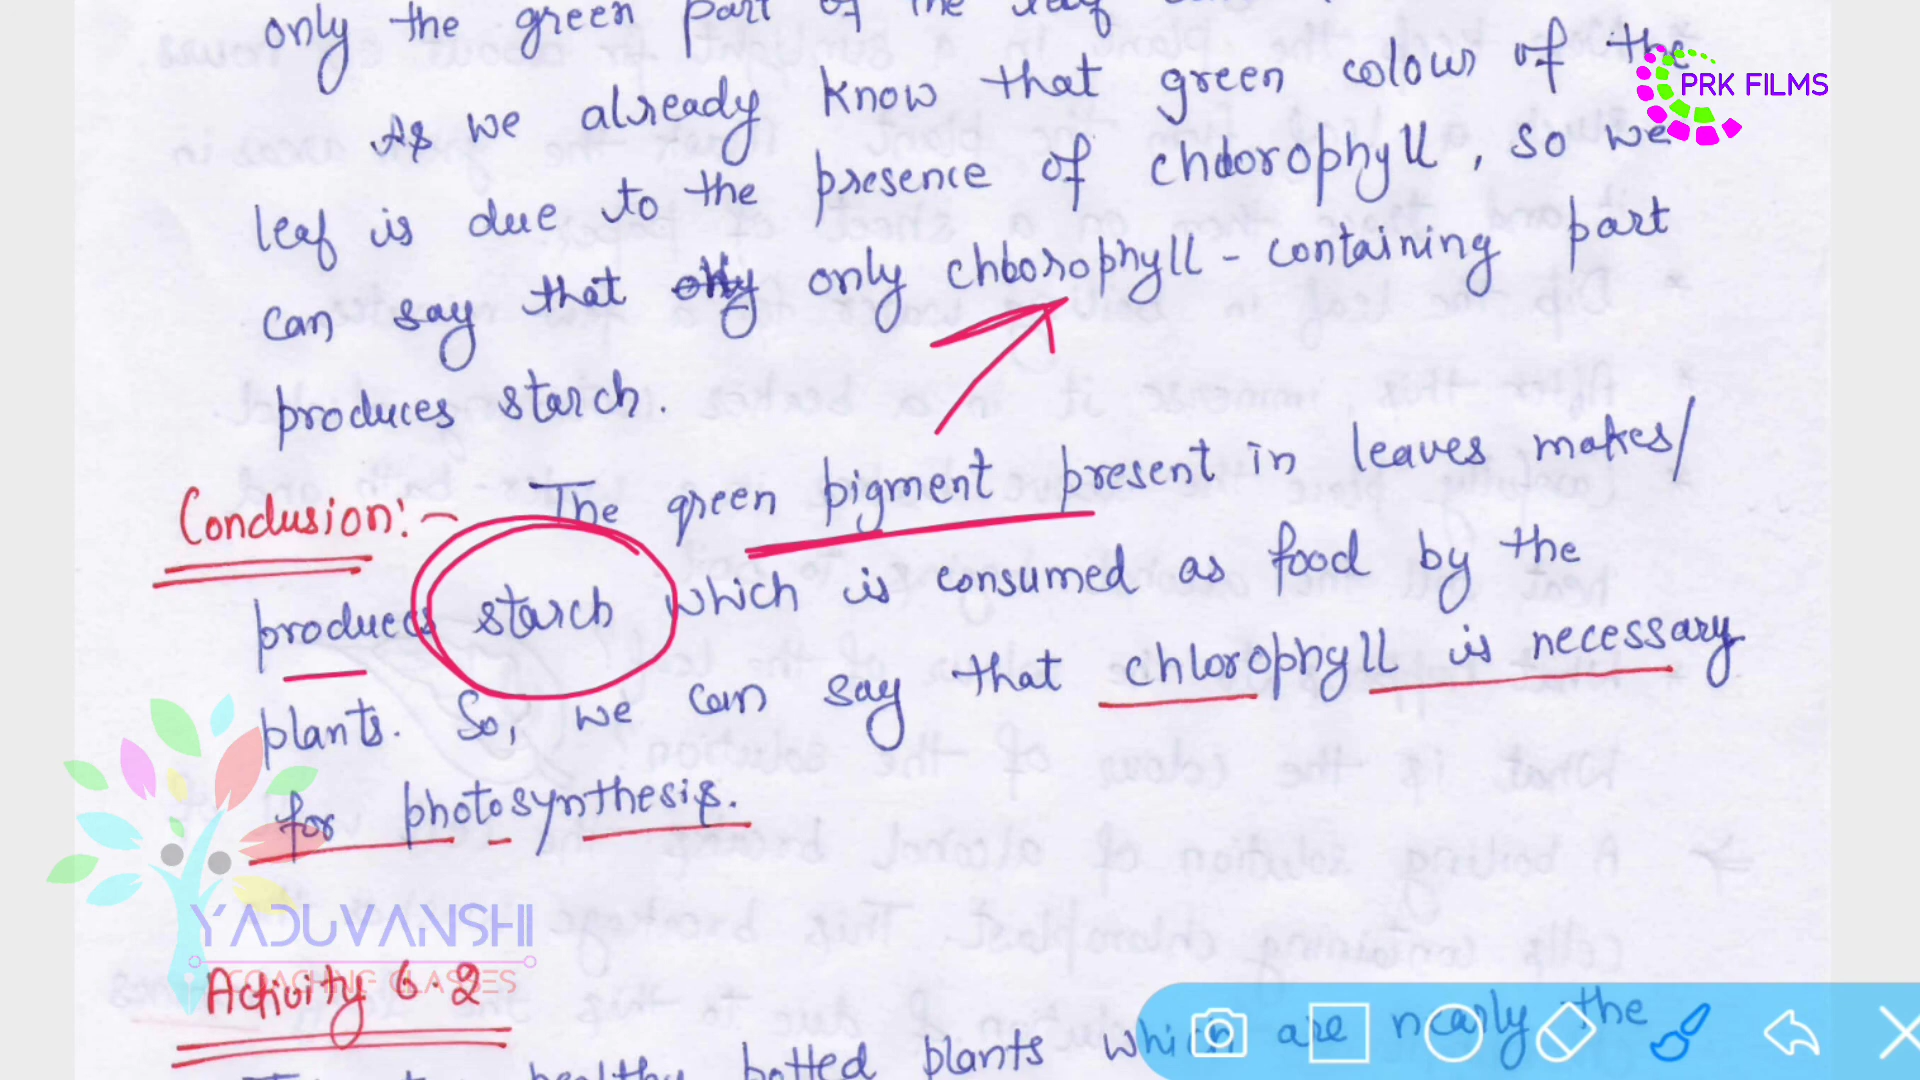 only the green part of the leaf
As we already know that green colour of the
PRK FILMS
leaf is due to the presence of chlorophyll, so we
can say that only only chlorophyll - containing part
produces starch.
Conclusion:- The green pigment present in leaves makes/
produces starch which is consumed as food by the
plants. So, we can say that chlorophyll is necessary
for photosynthesis.
YADUVANSHI
COACHING CLASSES
Activity 6.2
healthy potted plants which are nearly the